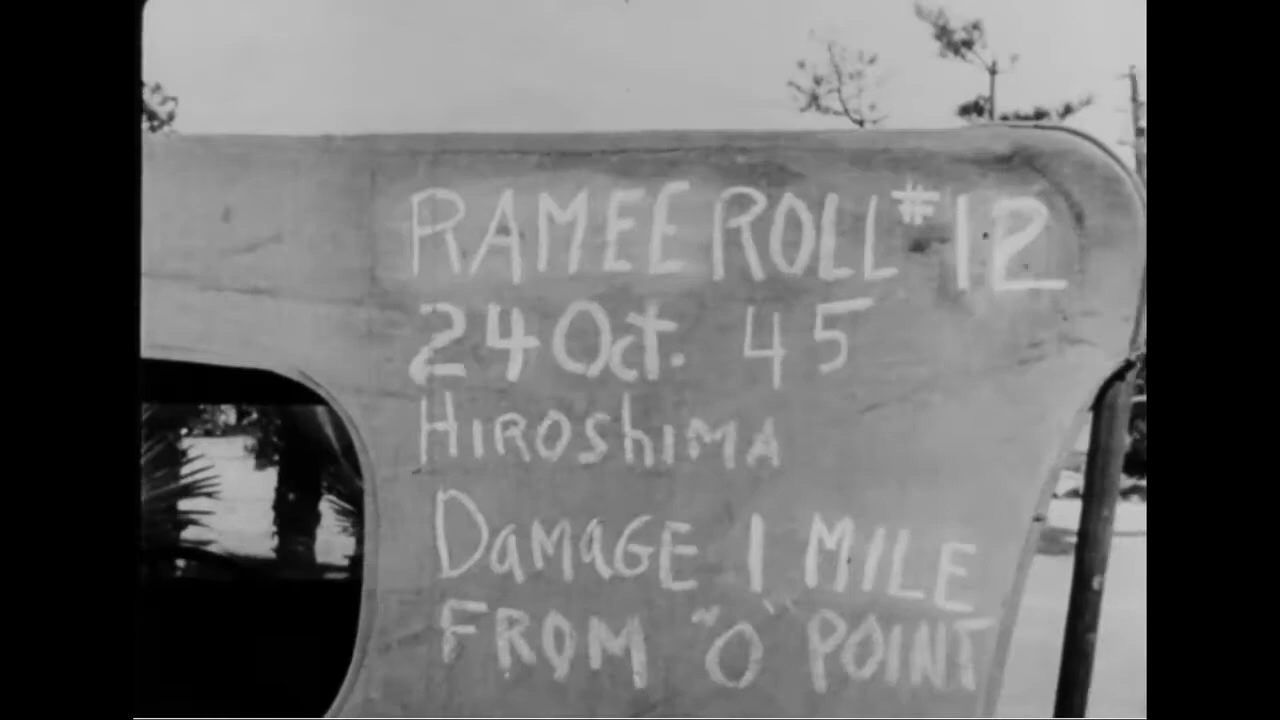 RAMEE ROLL #12
24 Oct. 45
HIROShIMA
DamaGE 1 MILE
FROM "O" POINT